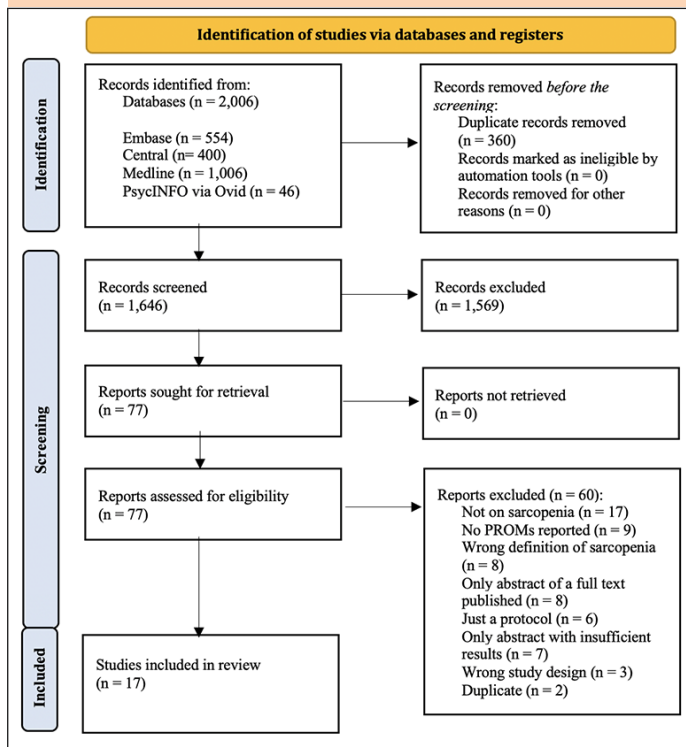 Identification of studies via databases and registers
Identification
Records identified from:
Databases (n = 2,006)
Embase (n = 554)
Central (n= 400)
Medline (n = 1,006)
PsycINFO via Ovid (n = 46)
Records removed before the
screening:
Duplicate records removed
(n = 360)
Records marked as ineligible by
automation tools (n = 0)
Records removed for other
reasons (n = 0)
Screening
Records screened
(n = 1,646)
Records excluded
(n = 1,569)
Reports sought for retrieval
(n = 77)
Reports not retrieved
(n = 0)
Reports assessed for eligibility
(n = 77)
Reports excluded (n = 60):
Not on sarcopenia (n = 17)
No PROMs reported (n = 9)
Wrong definition of sarcopenia
(n = 8)
Only abstract of a full text
published (n = 8)
Just a protocol (n = 6)
Only abstract with insufficient
results (n = 7)
Wrong study design (n = 3)
Duplicate (n = 2)
Included
Studies included in review
(n = 17)